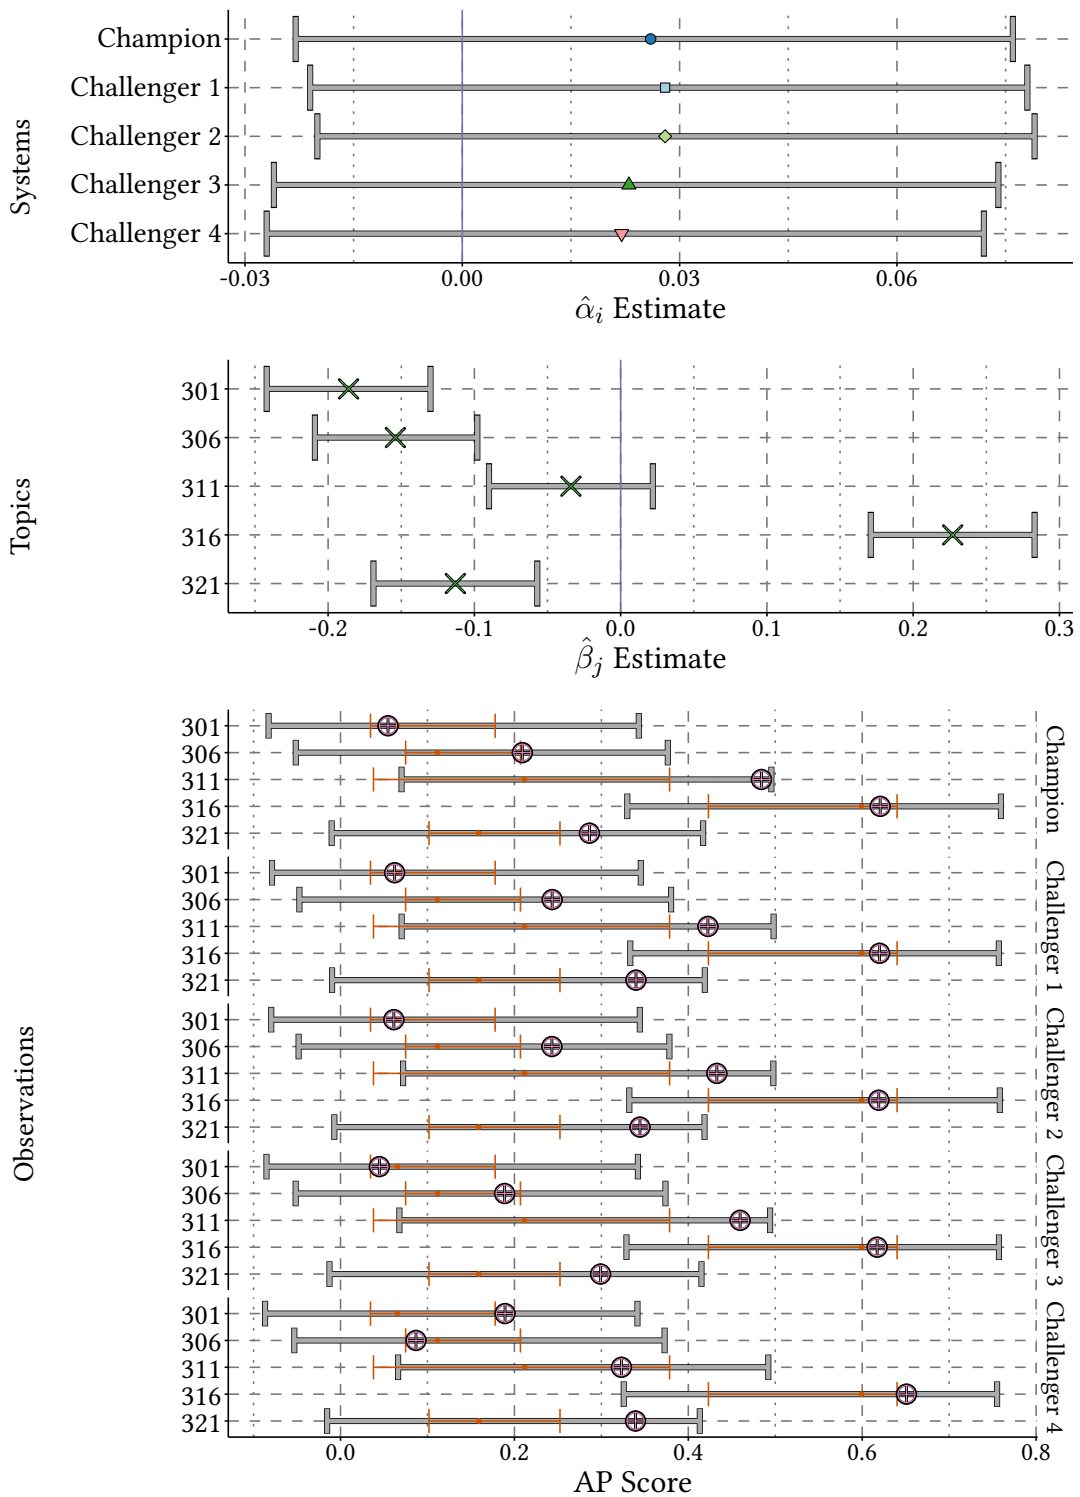 Systems
Champion
Challenger 1
Challenger 2
Challenger 3
Challenger 4
-0.03 0.00 0.03 0.06
α̂ᵢ Estimate
Topics
301
306
311
316
321
-0.2 -0.1 0.0 0.1 0.2 0.3
β̂ⱼ Estimate
Observations
301
306
311
316
321
Champion
301
306
311
316
321
Challenger 1
301
306
311
316
321
Challenger 2
301
306
311
316
321
Challenger 3
301
306
311
316
321
Challenger 4
0.0 0.2 0.4 0.6 0.8
AP Score